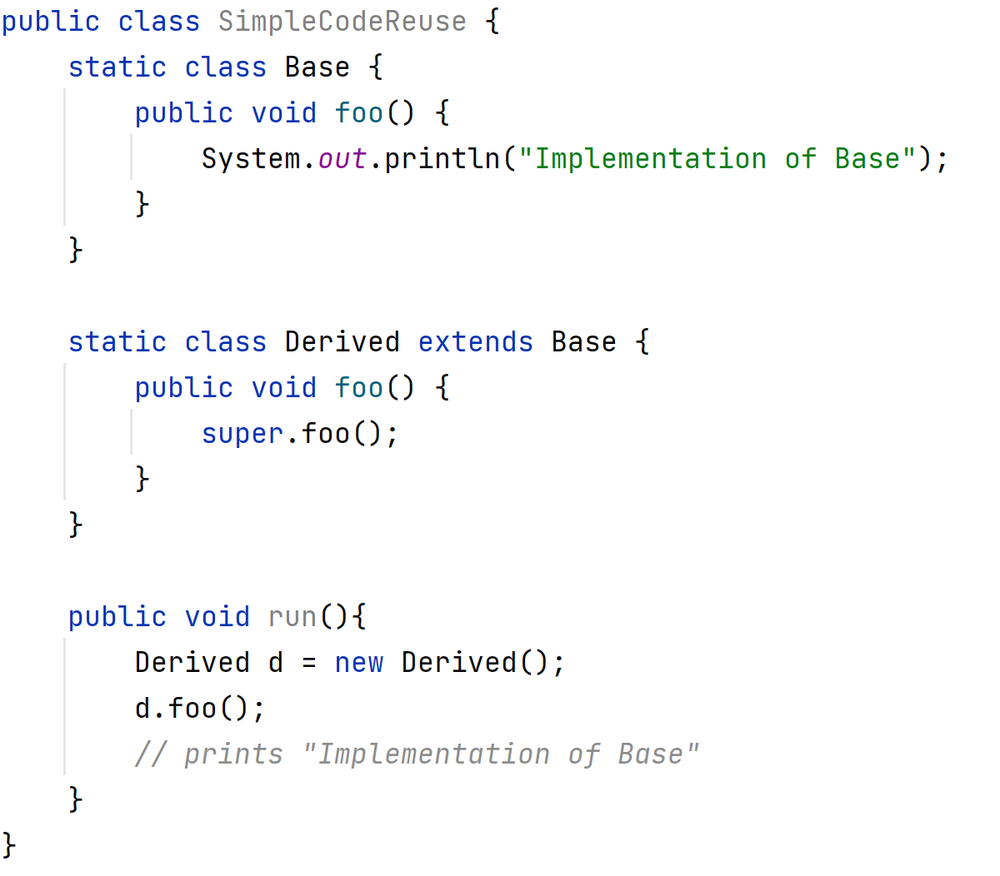 public class SimpleCodeReuse {
    static class Base {
        public void foo() {
            System.out.println("Implementation of Base");
        }
    }

    static class Derived extends Base {
        public void foo() {
            super.foo();
        }
    }

    public void run(){
        Derived d = new Derived();
        d.foo();
        // prints "Implementation of Base"
    }
}